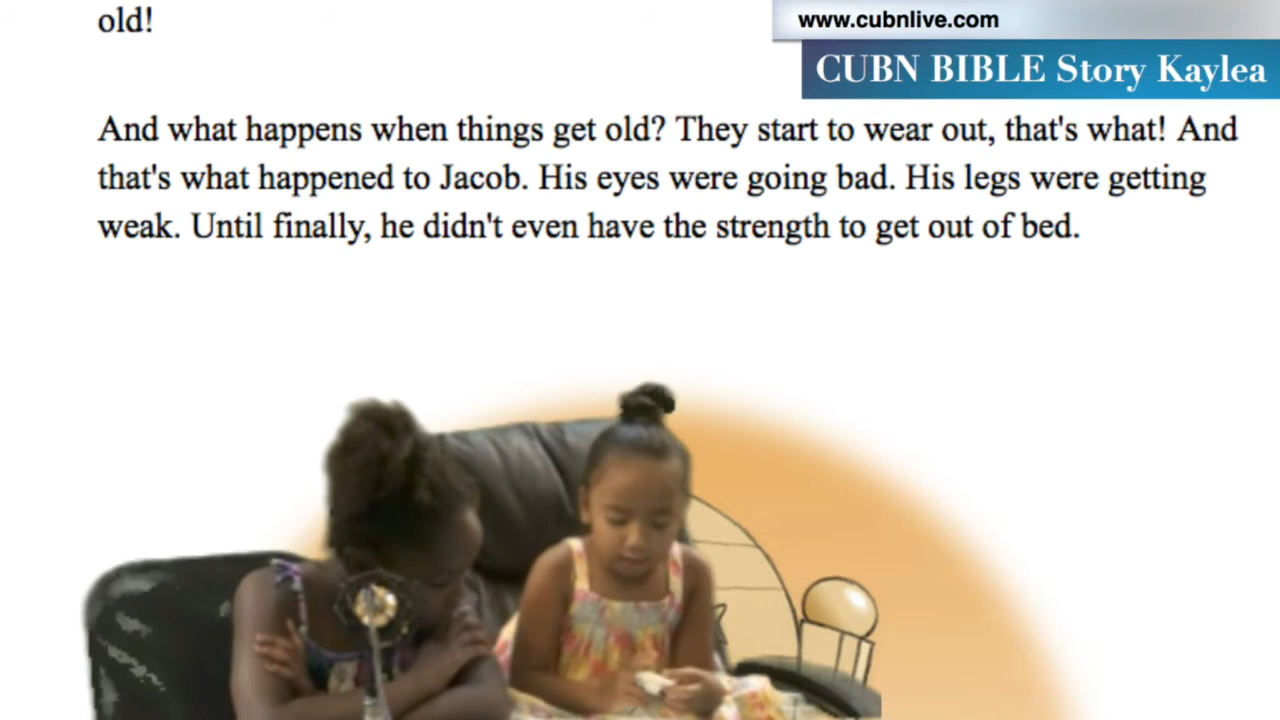 old!
www.cubnlive.com
CUBN BIBLE Story Kaylea
And what happens when things get old? They start to wear out, that's what! And
that's what happened to Jacob. His eyes were going bad. His legs were getting
weak. Until finally, he didn't even have the strength to get out of bed.